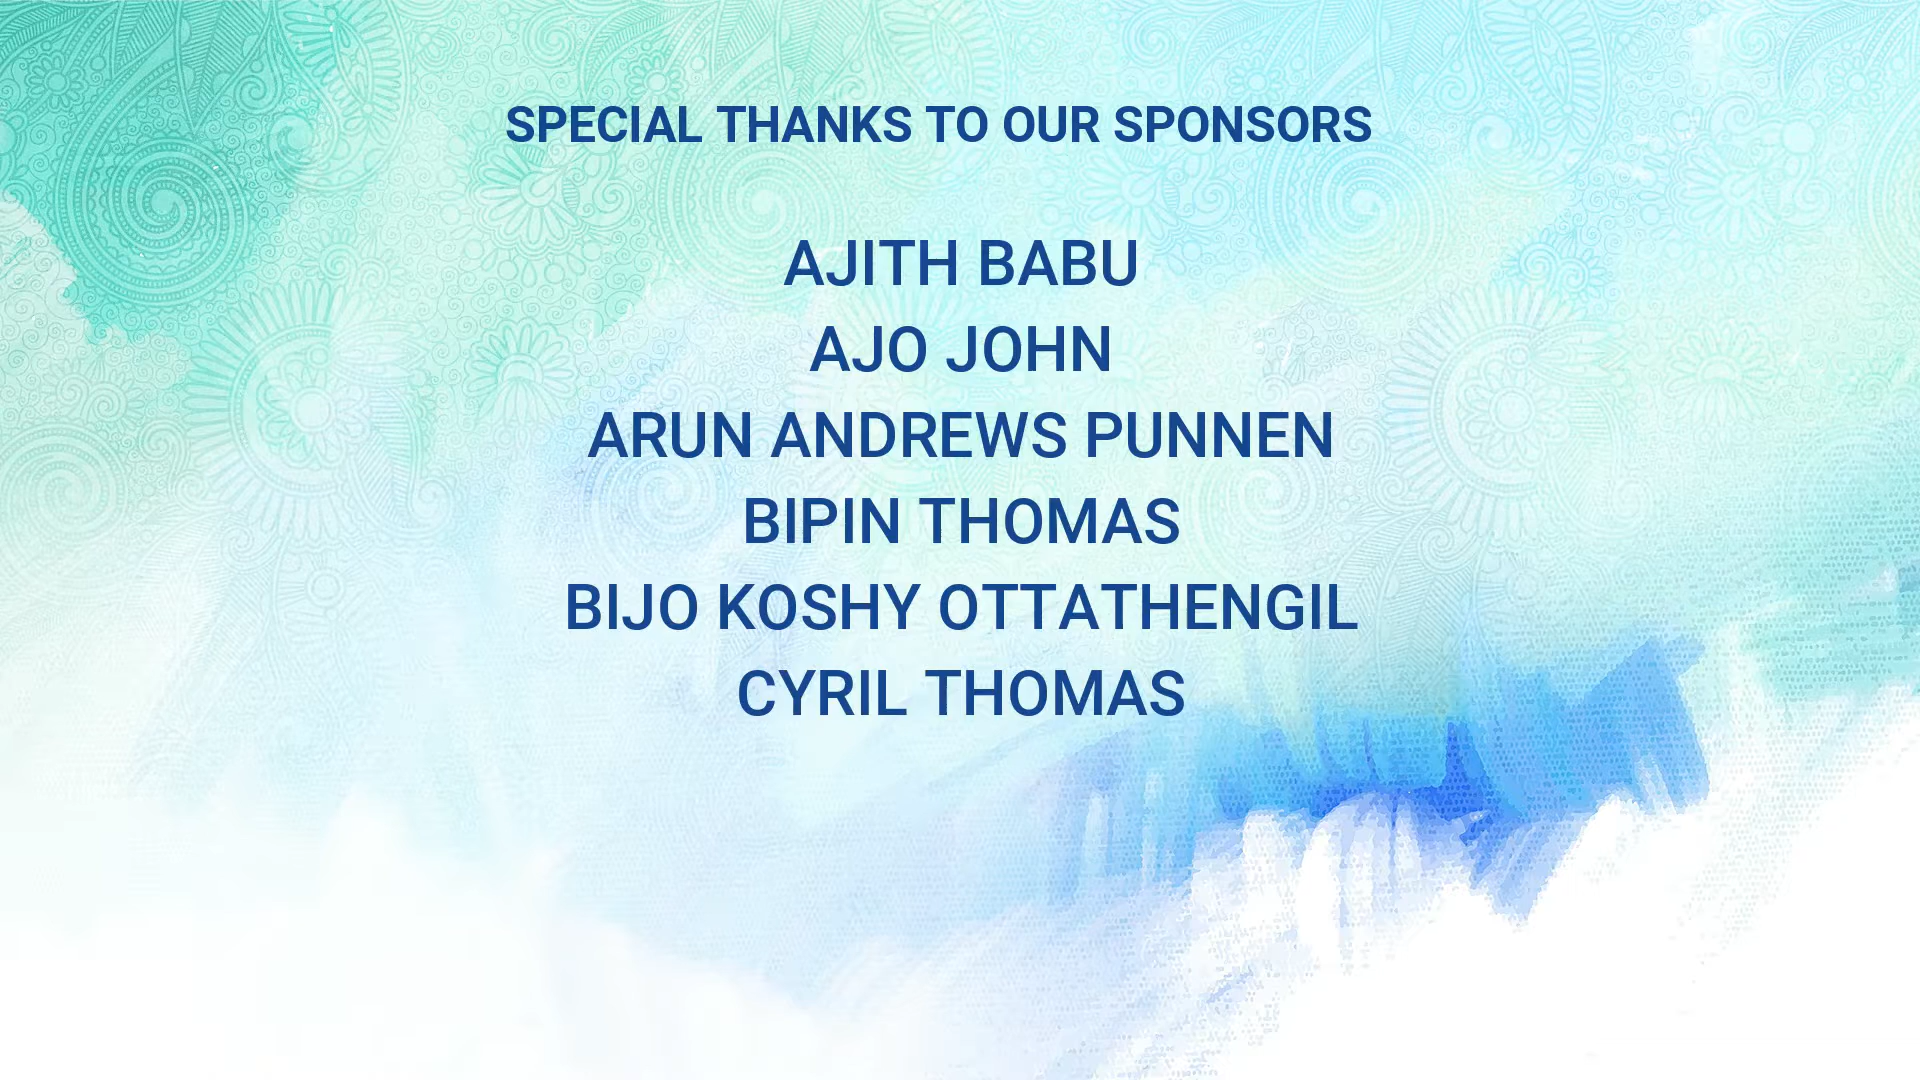 SPECIAL THANKS TO OUR SPONSORS
AJITH BABU
AJO JOHN
ARUN ANDREWS PUNNEN
BIPIN THOMAS
BIJO KOSHY OTTATHENGIL
CYRIL THOMAS